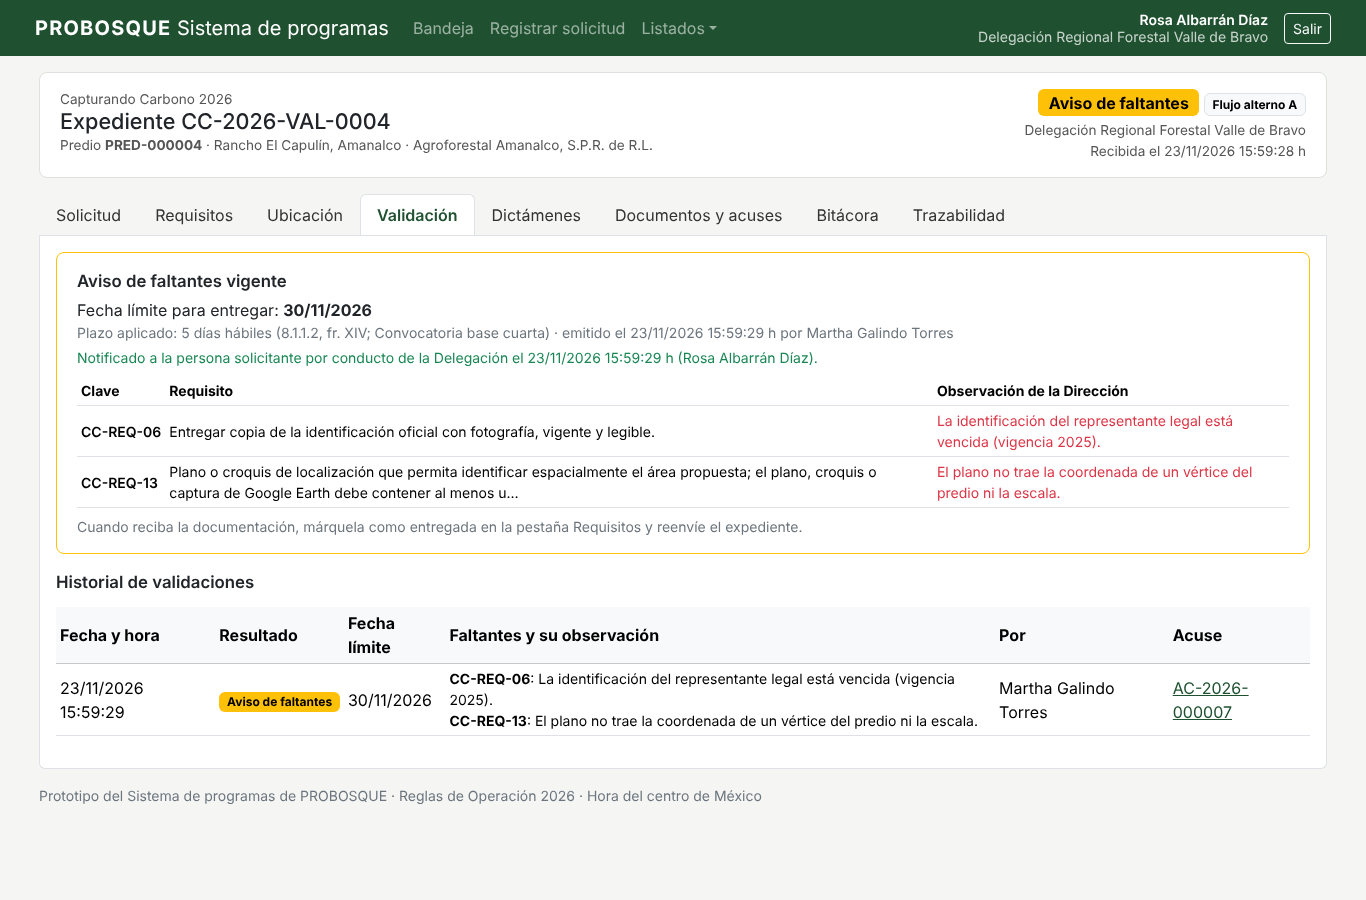 PROBOSQUE Sistema de programas
Bandeja
Registrar solicitud
Listados
Rosa Albarrán Díaz
Delegación Regional Forestal Valle de Bravo
Salir
Capturando Carbono 2026
Expediente CC-2026-VAL-0004
Predio PRED-000004 · Rancho El Capulín, Amanalco · Agroforestal Amanalco, S.P.R. de R.L.
Aviso de faltantes
Flujo alterno A
Delegación Regional Forestal Valle de Bravo
Recibida el 23/11/2026 15:59:28 h
Solicitud
Requisitos
Ubicación
Validación
Dictámenes
Documentos y acuses
Bitácora
Trazabilidad
Aviso de faltantes vigente
Fecha límite para entregar: 30/11/2026
Plazo aplicado: 5 días hábiles (8.1.1.2, fr. XIV; Convocatoria base cuarta) · emitido el 23/11/2026 15:59:29 h por Martha Galindo Torres
Notificado a la persona solicitante por conducto de la Delegación el 23/11/2026 15:59:29 h (Rosa Albarrán Díaz).
Clave
Requisito
Observación de la Dirección
CC-REQ-06
Entregar copia de la identificación oficial con fotografía, vigente y legible.
La identificación del representante legal está
vencida (vigencia 2025).
CC-REQ-13
Plano o croquis de localización que permita identificar espacialmente el área propuesta; el plano, croquis o
captura de Google Earth debe contener al menos u...
El plano no trae la coordenada de un vértice del
predio ni la escala.
Cuando reciba la documentación, márquela como entregada en la pestaña Requisitos y reenvíe el expediente.
Historial de validaciones
Fecha y hora
Resultado
Fecha
límite
Faltantes y su observación
Por
Acuse
23/11/2026
15:59:29
Aviso de faltantes
30/11/2026
CC-REQ-06: La identificación del representante legal está vencida (vigencia
2025).
CC-REQ-13: El plano no trae la coordenada de un vértice del predio ni la escala.
Martha Galindo
Torres
AC-2026-
000007
Prototipo del Sistema de programas de PROBOSQUE · Reglas de Operación 2026 · Hora del centro de México